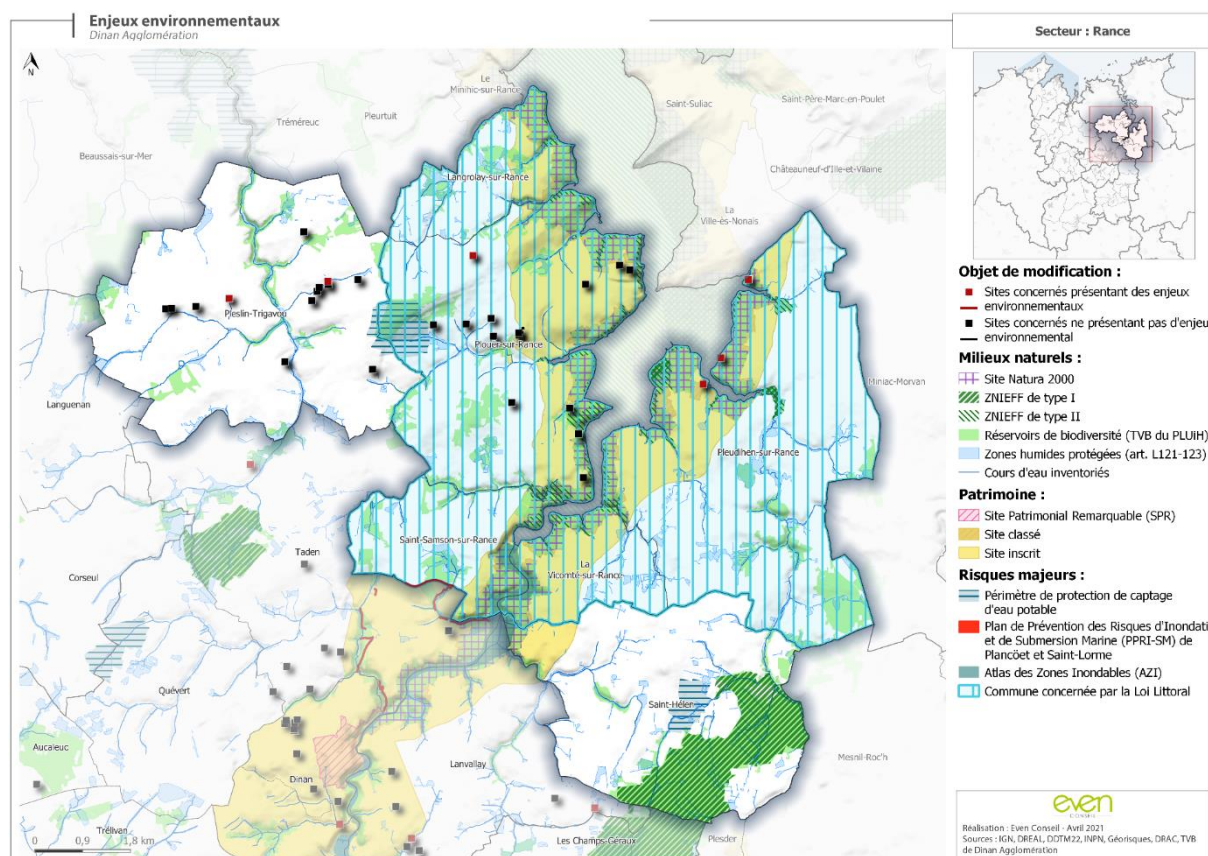 Enjeux environnementaux
Dinan Agglomération
Secteur : Rance
N
Le
Minihic-sur-Rance
Saint-Suliac
Saint-Père-Marc-en-Poulet
Tréméreuc
Pleurtuit
Beaussais-sur-Mer
Châteauneuf-d'Ille-et-Vilaine
Langrolay-sur-Rance
La
Ville-ès-Nonais
Pleslin-Trigavou
Plouër-sur-Rance
Miniac-Morvan
Languenan
Pleudihen-sur-Rance
Saint-Samson-sur-Rance
Taden
La
Vicomté-sur-Rance
Corseul
Quévert
Saint-Hélen
Aucaleuc
Lanvallay
Mesnil-Roc'h
Dinan
Trélivan
Les Champs-Géraux
Plesder
0 0,9 1,8 km
Objet de modification :
Sites concernés présentant des enjeux
environnementaux
Sites concernés ne présentant pas d'enjeu
environnemental
Milieux naturels :
Site Natura 2000
ZNIEFF de type I
ZNIEFF de type II
Réservoirs de biodiversité (TVB du PLUiH)
Zones humides protégées (art. L121-123)
Cours d'eau inventoriés
Patrimoine :
Site Patrimonial Remarquable (SPR)
Site classé
Site inscrit
Risques majeurs :
Périmètre de protection de captage
d'eau potable
Plan de Prévention des Risques d'Inondati
et de Submersion Marine (PPRI-SM) de
Plancöet et Saint-Lorme
Atlas des Zones Inondables (AZI)
Commune concernée par la Loi Littoral
even
CONSEIL
Réalisation : Even Conseil - Avril 2021
Sources : IGN, DREAL, DDTM22, INPN, Géorisques, DRAC, TVB
de Dinan Agglomération